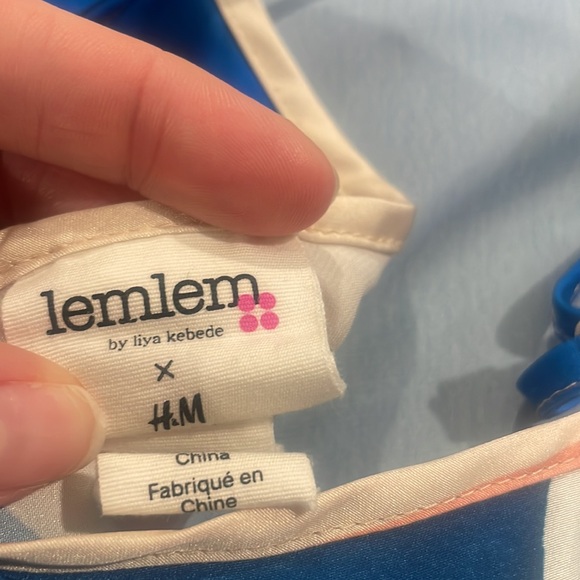 lemlem
by liya kebede
x
H&M
China
Fabriqué en
Chine